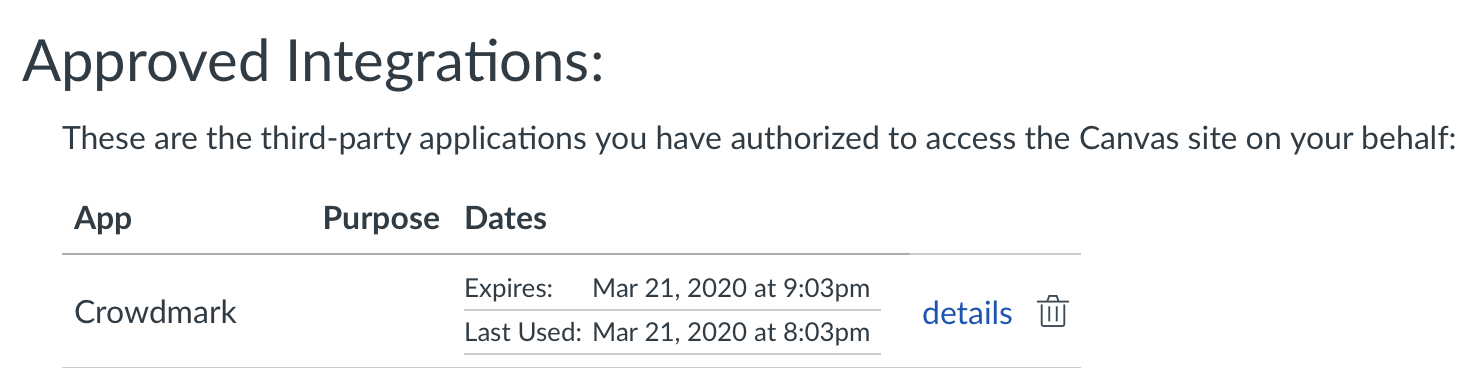 Approved Integrations:
These are the third-party applications you have authorized to access the Canvas site on your behalf:
App Purpose Dates
Expires: Mar 21, 2020 at 9:03pm
Crowdmark details
Last Used: Mar 21, 2020 at 8:03pm